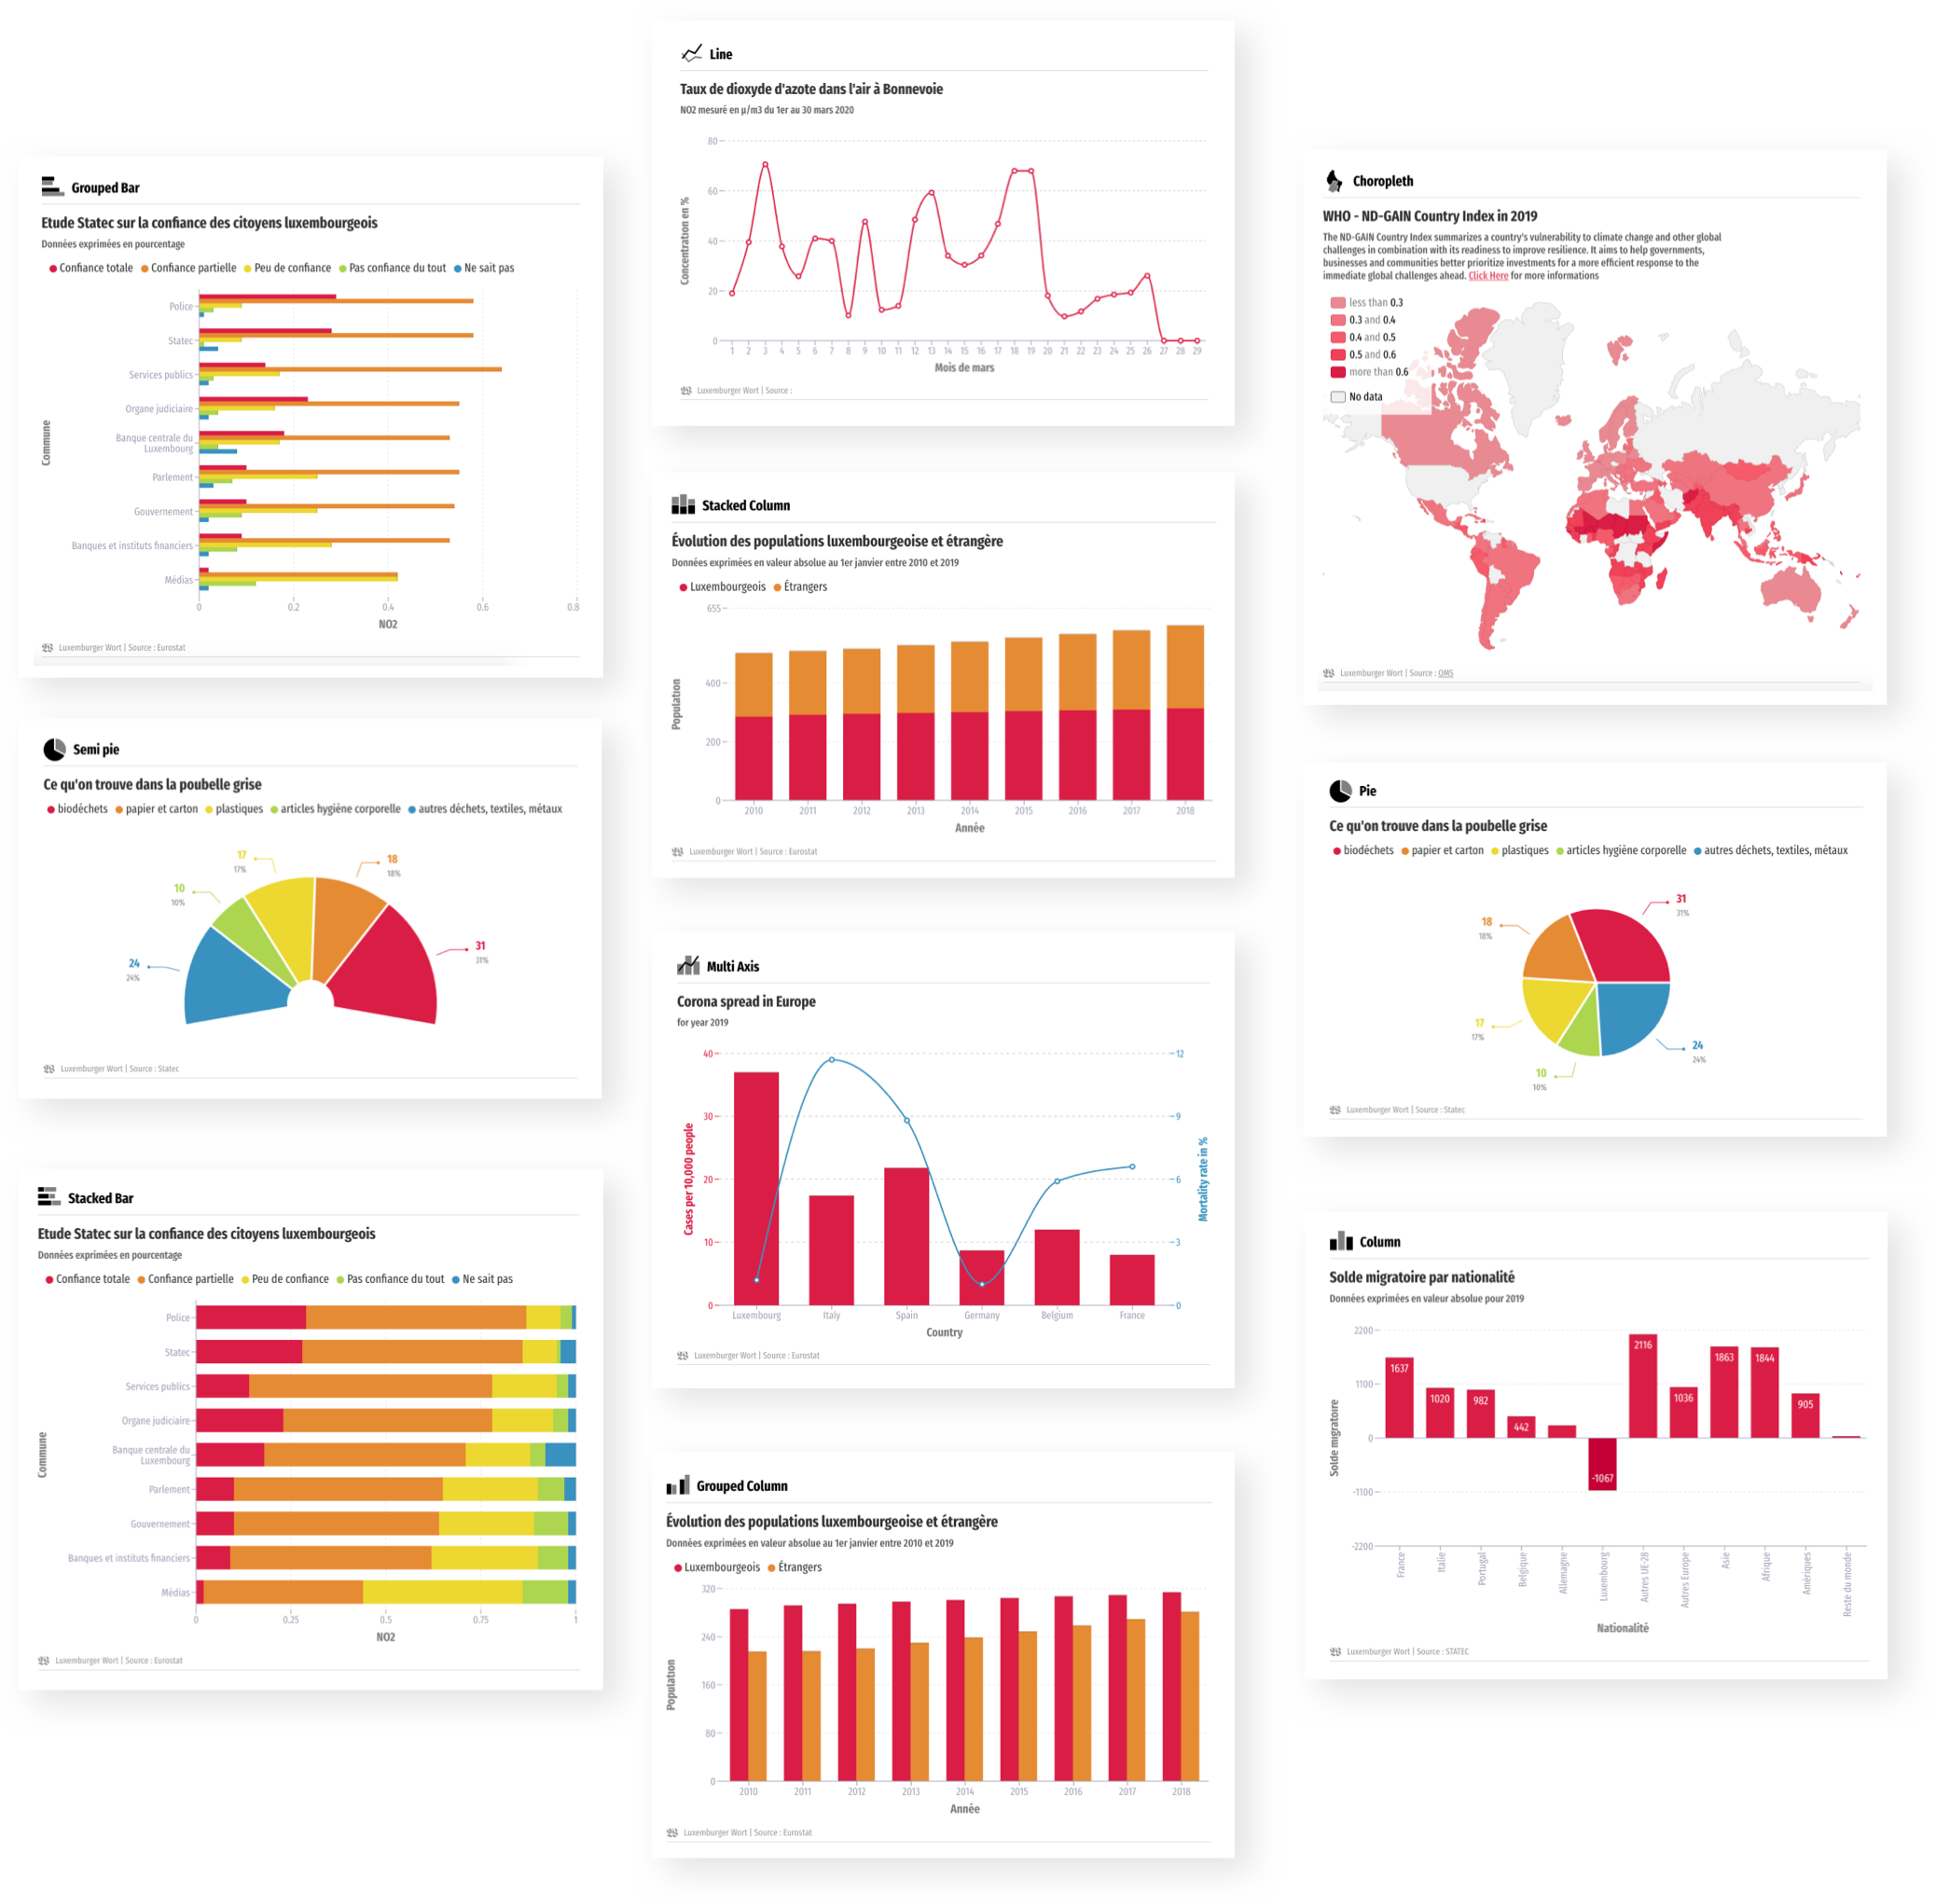 Grouped Bar
Etude Statec sur la confiance des citoyens luxembourgeois
Données exprimées en pourcentage
Confiance totale Confiance partielle Peu de confiance Pas confiance du tout Ne sait pas
Commune
Police
Statec
Services publics
Organe judiciaire
Banque centrale du
Luxembourg
Parlement
Gouvernement
Banques et instituts financiers
Médias
0 0.2 0.4 0.6 0.8
NO2
Luxemburger Wort | Source : Eurostat
Semi pie
Ce qu'on trouve dans la poubelle grise
biodéchets papier et carton plastiques articles hygiène corporelle autres déchets, textiles, métaux
17
17%
18
18%
10
10%
31
31%
24
24%
Luxemburger Wort | Source : Statec
Stacked Bar
Etude Statec sur la confiance des citoyens luxembourgeois
Données exprimées en pourcentage
Confiance totale Confiance partielle Peu de confiance Pas confiance du tout Ne sait pas
Commune
Police
Statec
Services publics
Organe judiciaire
Banque centrale du
Luxembourg
Parlement
Gouvernement
Banques et instituts financiers
Médias
0 0.25 0.5 0.75 1
NO2
Luxemburger Wort | Source : Eurostat
Line
Taux de dioxyde d'azote dans l'air à Bonnevoie
NO2 mesuré en µ/m3 du 1er au 30 mars 2020
Concentration en %
80
60
40
20
0
1 2 3 4 5 6 7 8 9 10 11 12 13 14 15 16 17 18 19 20 21 22 23 24 25 26 27 28 29
Mois de mars
Luxemburger Wort | Source :
Stacked Column
Évolution des populations luxembourgeoise et étrangère
Données exprimées en valeur absolue au 1er janvier entre 2010 et 2019
Luxembourgeois Étrangers
Population
655
400
200
0
2010 2011 2012 2013 2014 2015 2016 2017 2018
Année
Luxemburger Wort | Source : Eurostat
Multi Axis
Corona spread in Europe
for year 2019
Cases per 10,000 people
40 12
30 9
20 6
10 3
0 0
Mortality rate in %
Luxembourg Italy Spain Germany Belgium France
Country
Luxemburger Wort | Source : Eurostat
Grouped Column
Évolution des populations luxembourgeoise et étrangère
Données exprimées en valeur absolue au 1er janvier entre 2010 et 2019
Luxembourgeois Étrangers
Population
320
240
160
80
0
2010 2011 2012 2013 2014 2015 2016 2017 2018
Année
Luxemburger Wort | Source : Eurostat
Choropleth
WHO - ND-GAIN Country Index in 2019
The ND-GAIN Country Index summarizes a country's vulnerability to climate change and other global
challenges in combination with its readiness to improve resilience. It aims to help governments,
businesses and communities better prioritize investments for a more efficient response to the
immediate global challenges ahead. Click Here for more informations
less than 0.3
0.3 and 0.4
0.4 and 0.5
0.5 and 0.6
more than 0.6
No data
Luxemburger Wort | Source : OMS
Pie
Ce qu'on trouve dans la poubelle grise
biodéchets papier et carton plastiques articles hygiène corporelle autres déchets, textiles, métaux
31
31%
18
18%
17
17%
24
24%
10
10%
Luxemburger Wort | Source : Statec
Column
Solde migratoire par nationalité
Données exprimées en valeur absolue pour 2019
Solde migratoire
2200
1100
0
-1100
-2200
1637 1020 982 442 -1067 2116 1036 1863 1844 905
France Italie Portugal Belgique Allemagne Luxembourg Autres UE-28 Autres Europe Asie Afrique Amériques Reste du monde
Nationalité
Luxemburger Wort | Source : STATEC